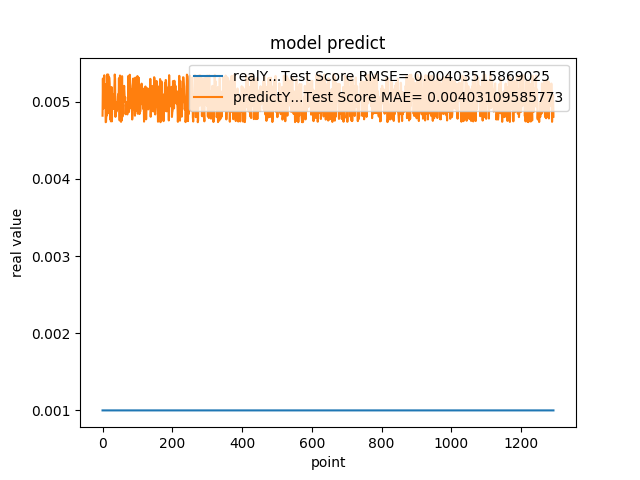 model predict
realY...Test Score RMSE= 0.00403515869025
predictY...Test Score MAE= 0.00403109585773
0.005
0.004
0.003
0.002
0.001
real value
0 200 400 600 800 1000 1200
point